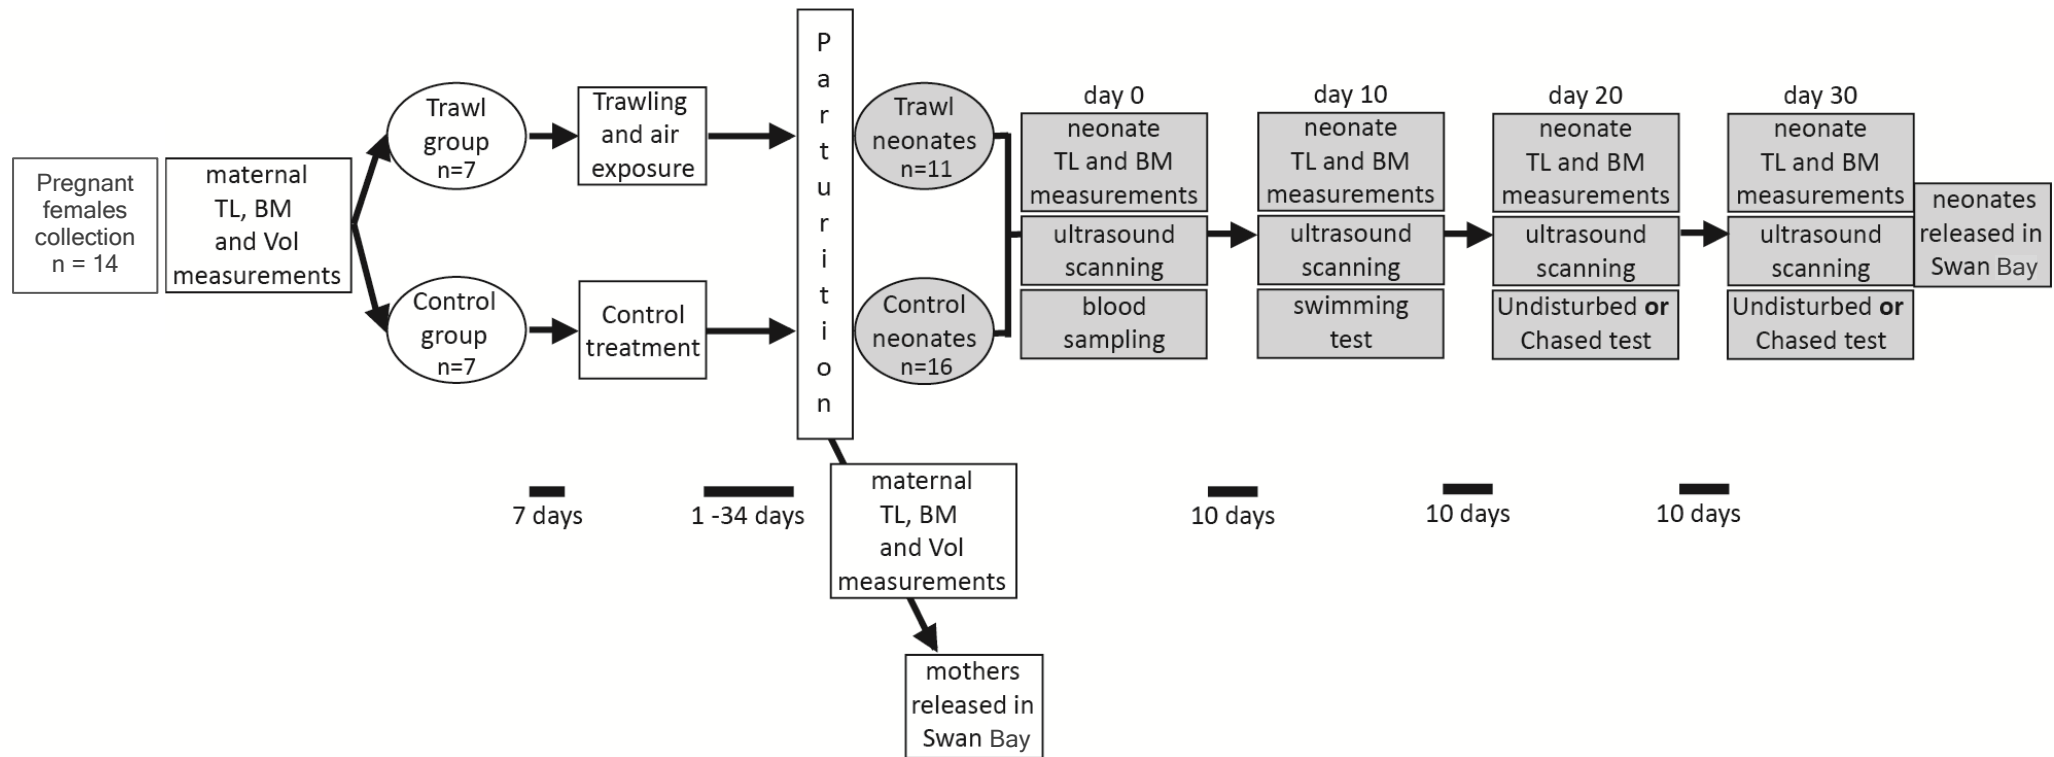 Pregnant
females
collection
n = 14
maternal
TL, BM
and Vol
measurements
Trawl
group
n=7
Control
group
n=7
Trawling
and air
exposure
Control
treatment
P
a
r
t
u
r
i
t
i
o
n
Trawl
neonates
n=11
Control
neonates
n=16
day 0
neonate
TL and BM
measurements
ultrasound
scanning
blood
sampling
day 10
neonate
TL and BM
measurements
ultrasound
scanning
swimming
test
day 20
neonate
TL and BM
measurements
ultrasound
scanning
Undisturbed or
Chased test
day 30
neonate
TL and BM
measurements
ultrasound
scanning
Undisturbed or
Chased test
neonates
released in
Swan Bay
7 days
1 -34 days
maternal
TL, BM
and Vol
measurements
10 days
10 days
10 days
mothers
released in
Swan Bay